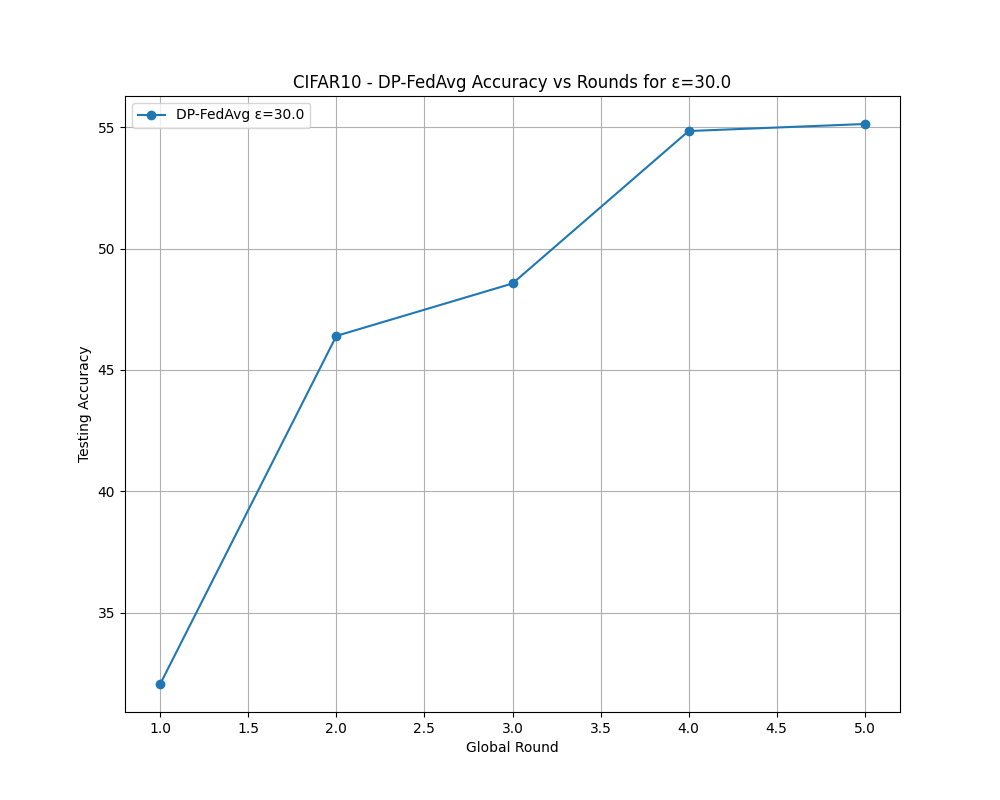 CIFAR10 - DP-FedAvg Accuracy vs Rounds for ε=30.0
DP-FedAvg ε=30.0
55
50
45
40
35
Testing Accuracy
1.0 1.5 2.0 2.5 3.0 3.5 4.0 4.5 5.0
Global Round